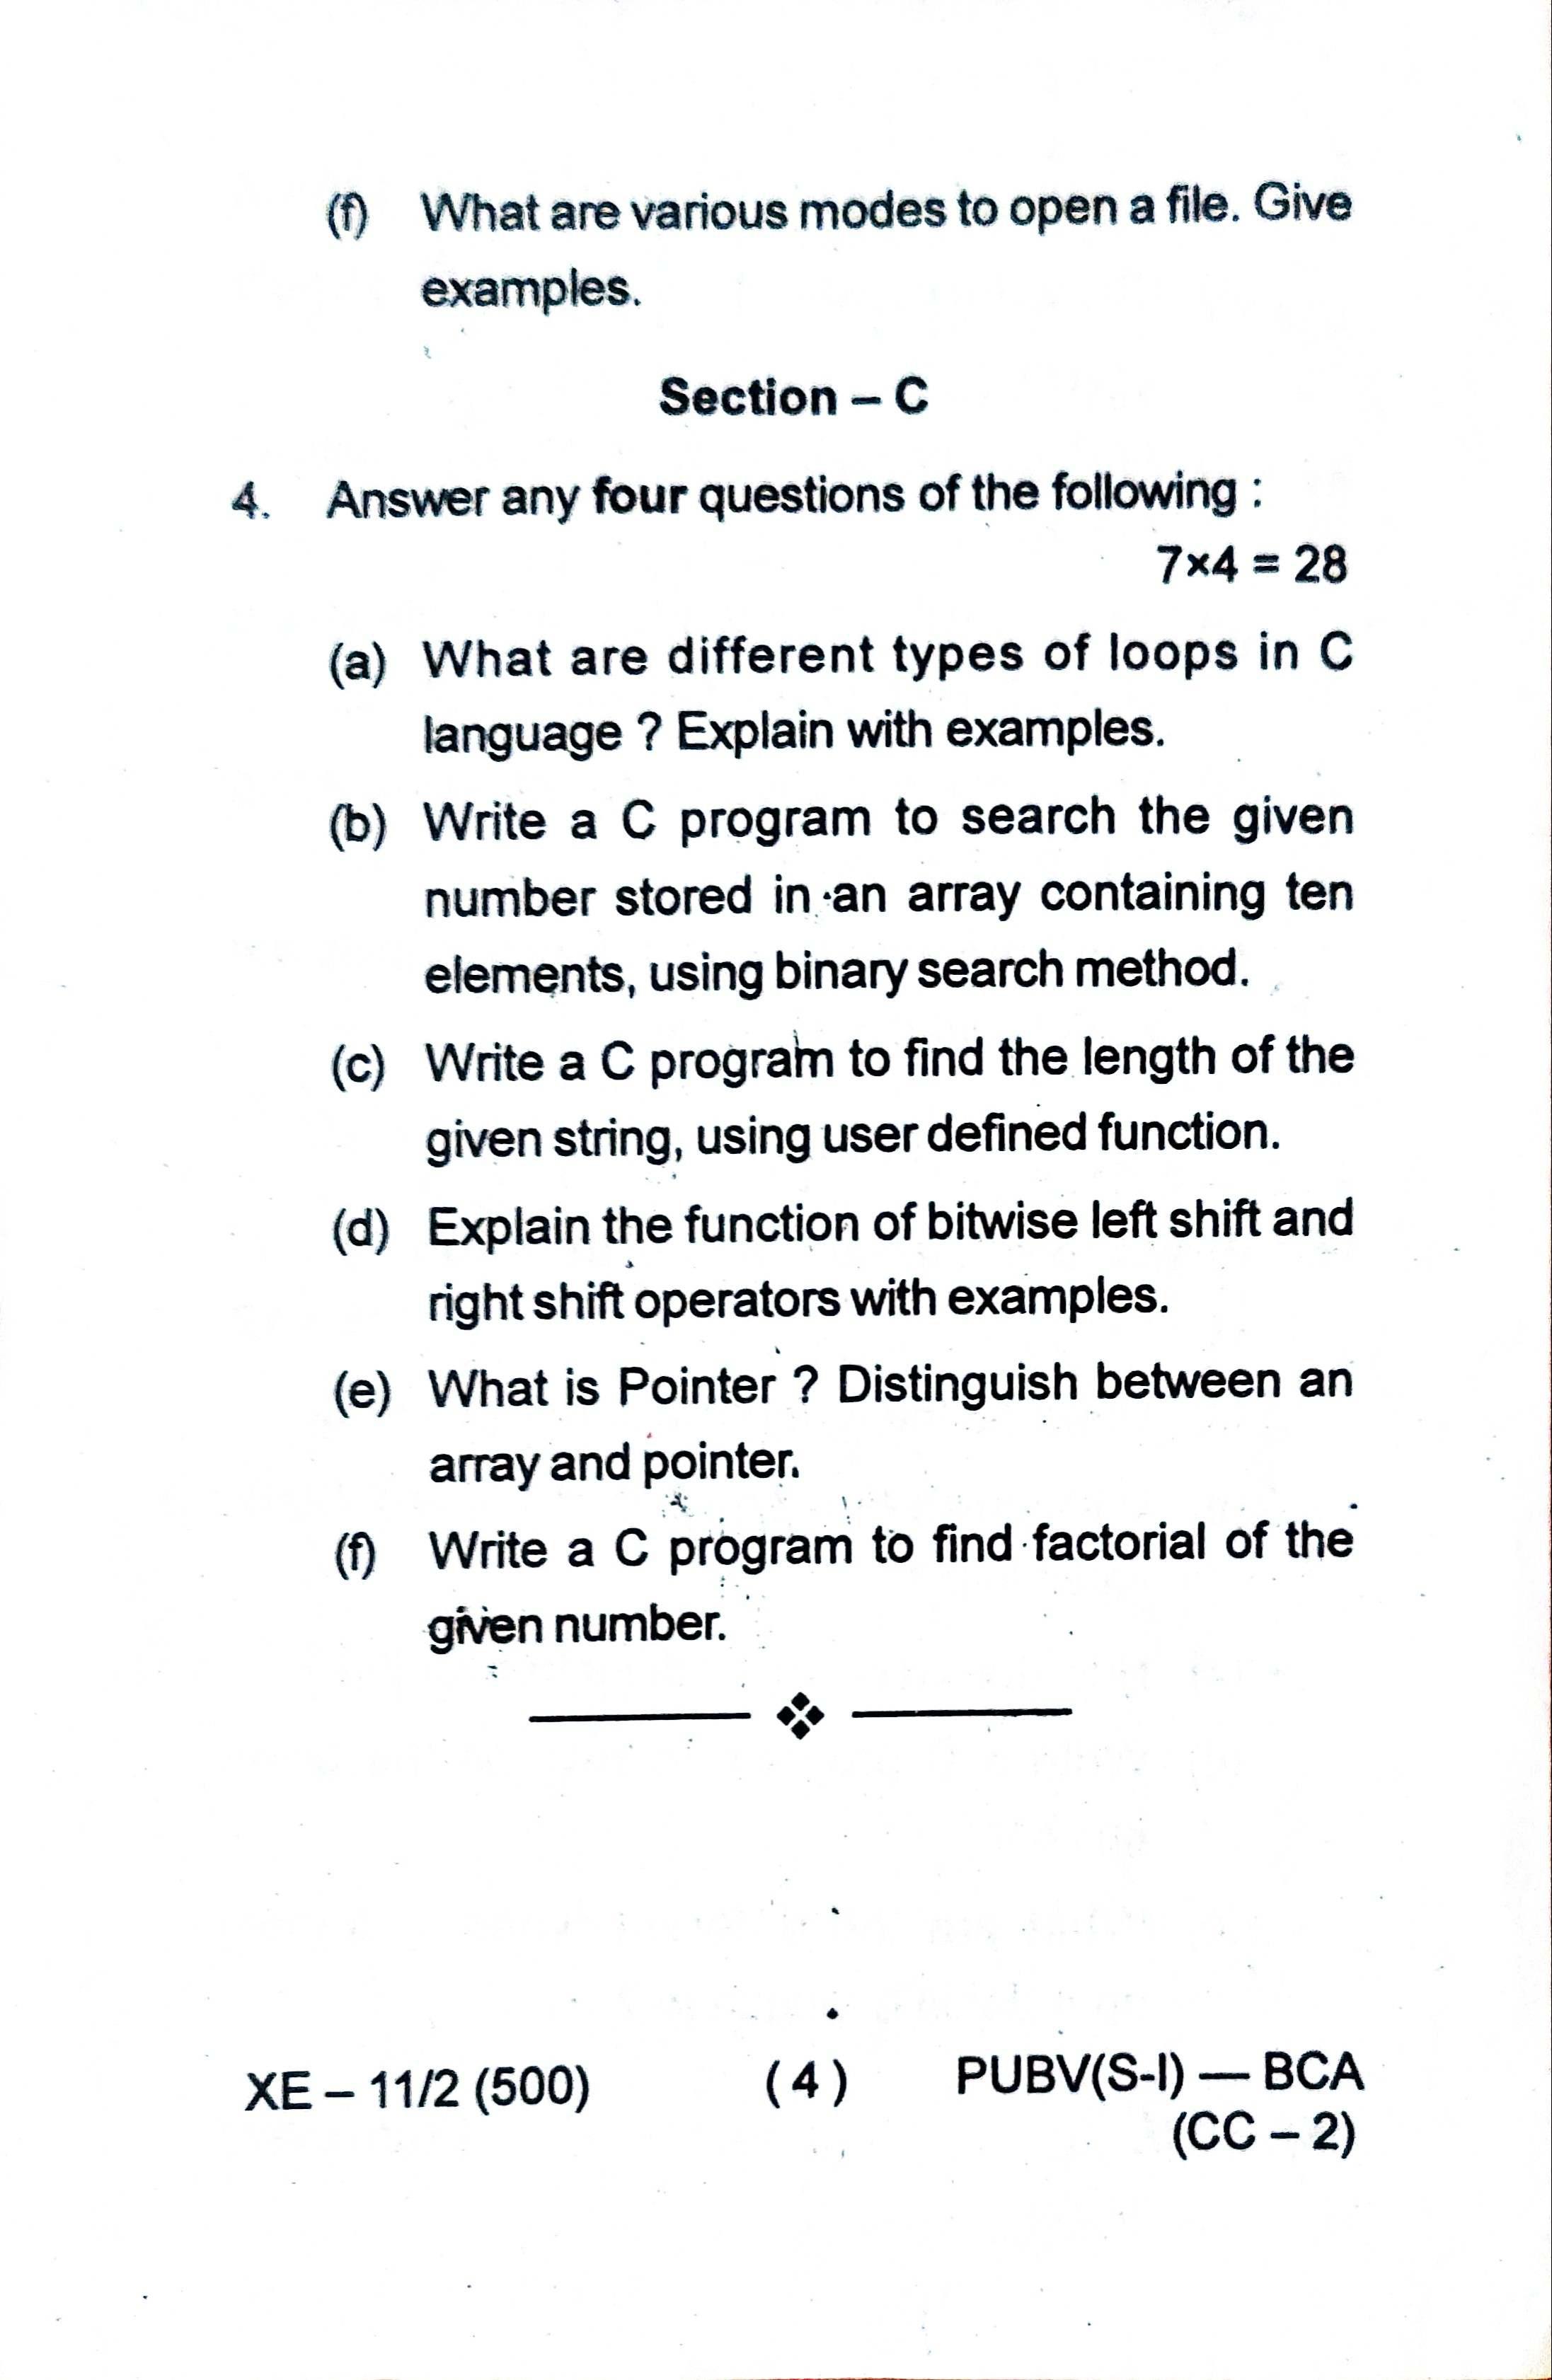 (f) What are various modes to open a file. Give
examples.
Section – C
4. Answer any four questions of the following :
7×4 = 28
(a) What are different types of loops in C
language ? Explain with examples.
(b) Write a C program to search the given
number stored in an array containing ten
elements, using binary search method.
(c) Write a C program to find the length of the
given string, using user defined function.
(d) Explain the function of bitwise left shift and
right shift operators with examples.
(e) What is Pointer ? Distinguish between an
array and pointer.
(f) Write a C program to find factorial of the
given number.
XE – 11/2 (500) ( 4 ) PUBV(S-I) — BCA
(CC – 2)